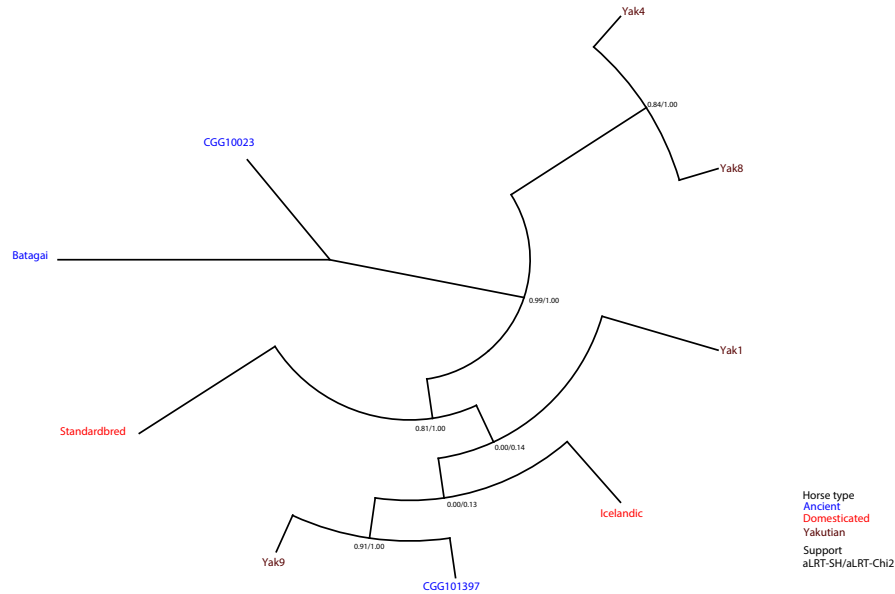 Yak4
0.84/1.00
CGG10023
Yak8
Batagai
0.99/1.00
Yak1
0.81/1.00
Standardbred
0.00/0.14
0.00/0.13
Icelandic
0.91/1.00
Yak9
CGG101397
Horse type
Ancient
Domesticated
Yakutian
Support
aLRT-SH/aLRT-Chi2